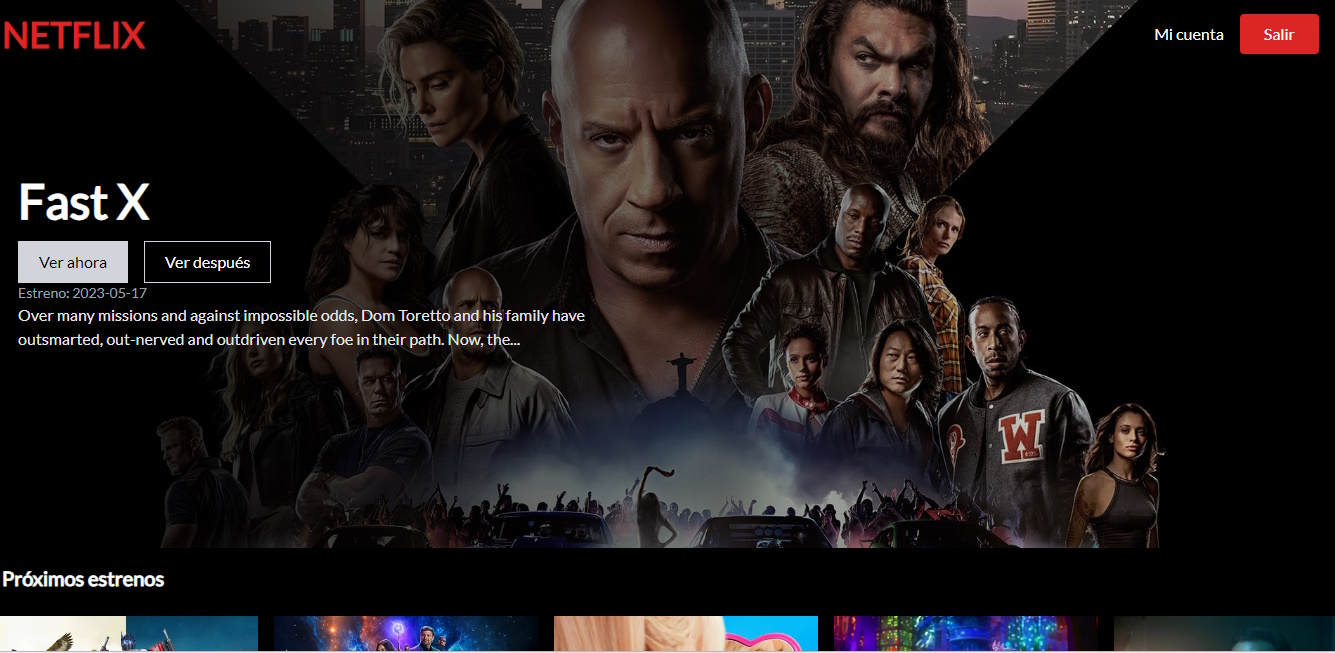 NETFLIX
Mi cuenta
Salir
Fast X
Ver ahora
Ver después
Estreno: 2023-05-17
Over many missions and against impossible odds, Dom Toretto and his family have
outsmarted, out-nerved and outdriven every foe in their path. Now, the...
W
Próximos estrenos